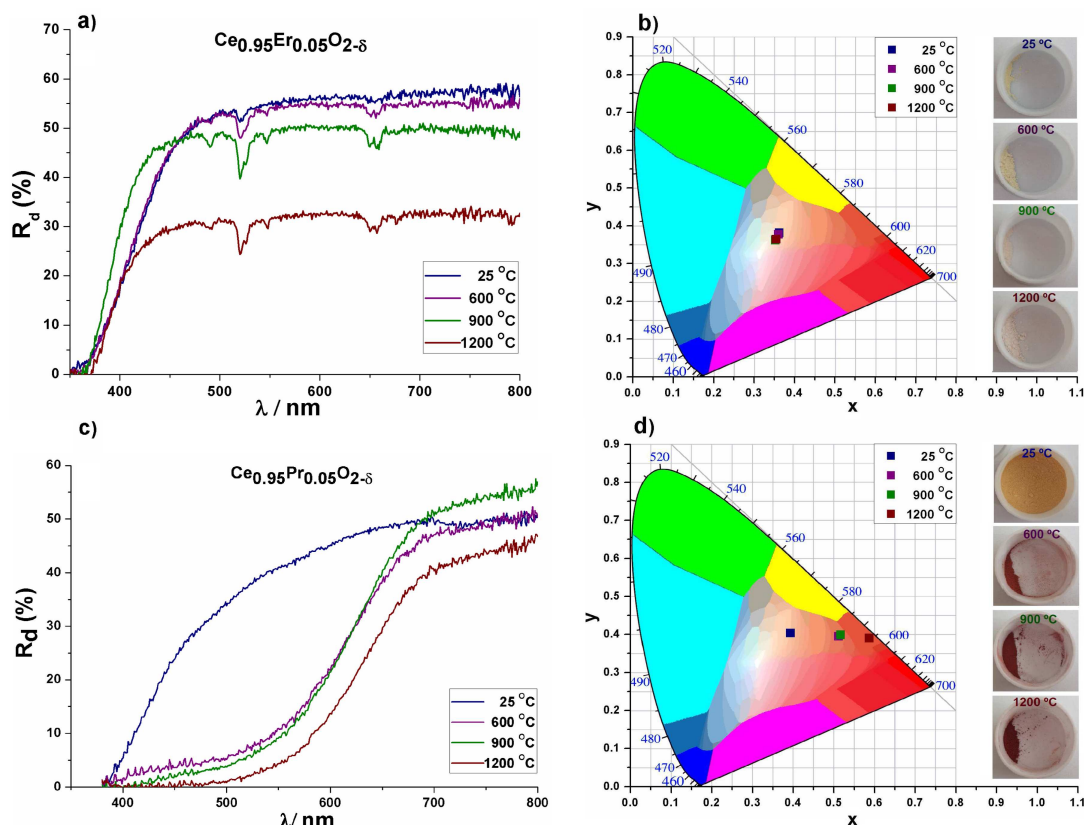 a)
Ce0.95Er0.05O2-δ
70
60
50
40
30
20
10
0
Rd (%)
25 °C
600 °C
900 °C
1200 °C
400 500 600 700 800
λ / nm
b)
0.9
0.8
0.7
0.6
0.5
0.4
0.3
0.2
0.1
0.0
y
520
540
560
580
600
620
700
490
480
470
460
25 °C
600 °C
900 °C
1200 °C
0.0 0.1 0.2 0.3 0.4 0.5 0.6 0.7 0.8 0.9 1.0 1.1
x
25 ºC
600 ºC
900 ºC
1200 ºC
c)
Ce0.95Pr0.05O2-δ
60
50
40
30
20
10
0
Rd (%)
25 °C
600 °C
900 °C
1200 °C
400 500 600 700 800
λ/ nm
d)
0.9
0.8
0.7
0.6
0.5
0.4
0.3
0.2
0.1
0.0
y
520
540
560
580
600
620
700
490
480
470
460
25 °C
600 °C
900 °C
1200 °C
0.0 0.1 0.2 0.3 0.4 0.5 0.6 0.7 0.8 0.9 1.0 1.1
x
25 ºC
600 ºC
900 ºC
1200 ºC